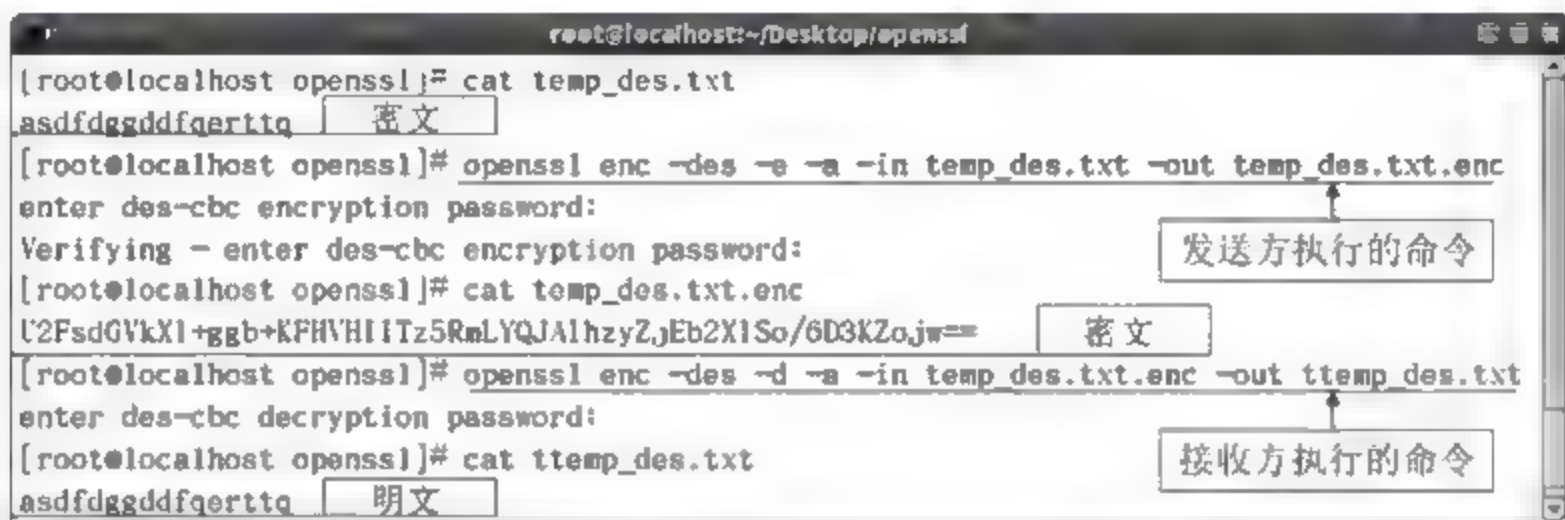 root@localhost:~/Desktop/openssl
[root@localhost openssl]# cat temp_des.txt
asdfdggddfqerttq 密文
[root@localhost openssl]# openssl enc -des -e -a -in temp_des.txt -out temp_des.txt.enc
enter des-cbc encryption password:
Verifying - enter des-cbc encryption password:
发送方执行的命令
[root@localhost openssl]# cat temp_des.txt.enc
密文
[root@localhost openssl]# openssl enc -des -d -a -in temp_des.txt.enc -out ttemp_des.txt
enter des-cbc decryption password:
接收方执行的命令
[root@localhost openssl]# cat ttemp_des.txt
asdfdggddfqerttq 明文